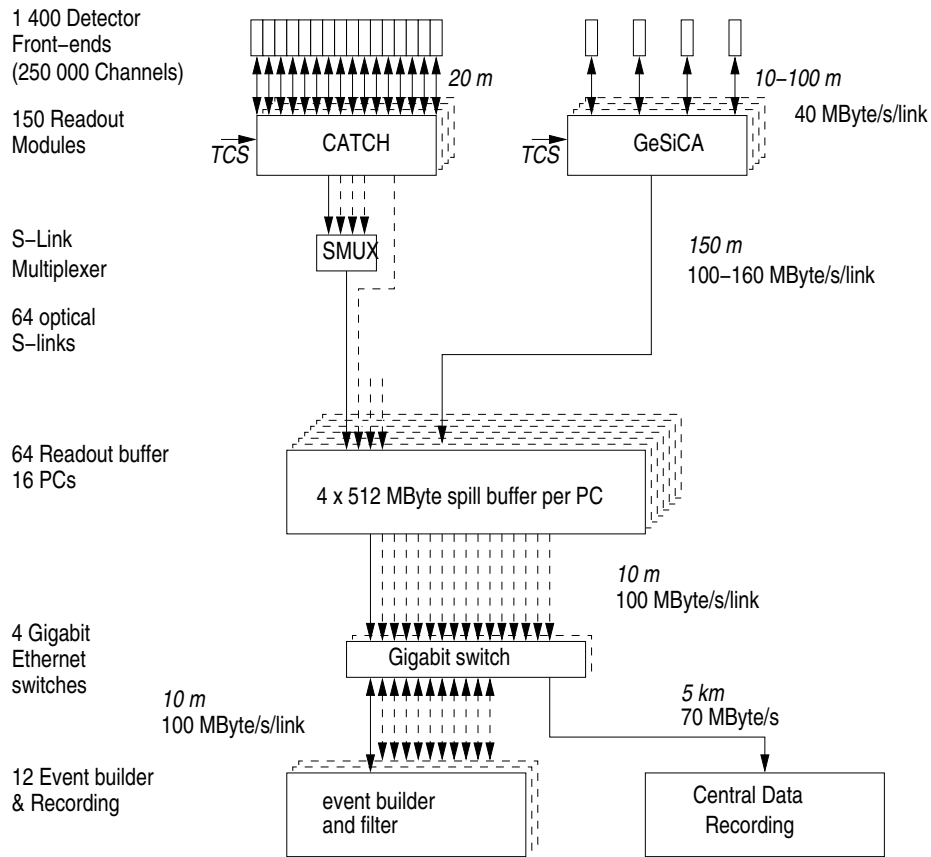 1 400 Detector
Front−ends
(250 000 Channels)
20 m
10−100 m
40 MByte/s/link
150 Readout
Modules
TCS
CATCH
TCS
GeSiCA
S−Link
Multiplexer
SMUX
150 m
100−160 MByte/s/link
64 optical
S−links
64 Readout buffer
16 PCs
4 x 512 MByte spill buffer per PC
10 m
100 MByte/s/link
4 Gigabit
Ethernet
switches
Gigabit switch
10 m
100 MByte/s/link
5 km
70 MByte/s
12 Event builder
& Recording
event builder
and filter
Central Data
Recording